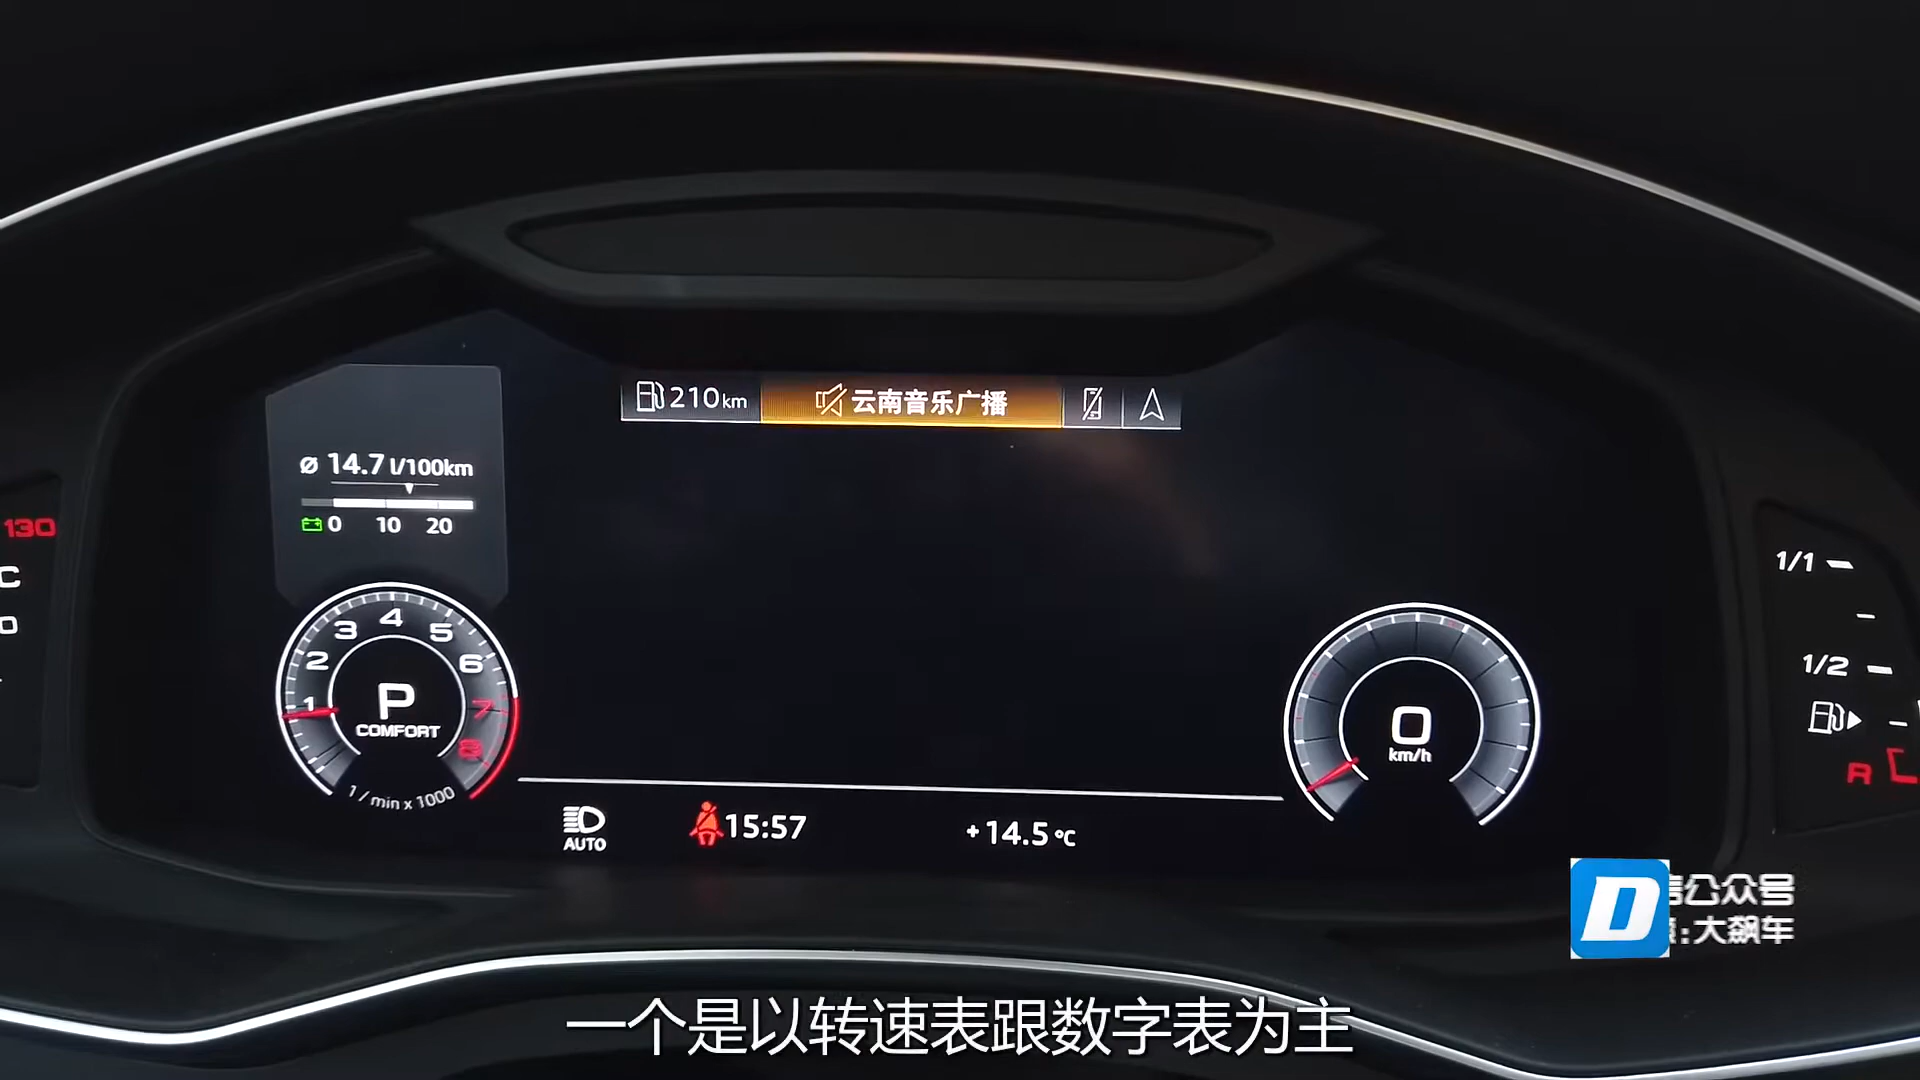 210km 云南音乐广播
ø 14.7 l/100km
0 10 20
130
C
1/1
1/2
R
1 2 3 4 5 6 7 8
P
COMFORT
1 / min x 1000
0
km/h
AUTO
15:57
+14.5 °C
D
公众号
:大飙车
一个是以转速表跟数字表为主